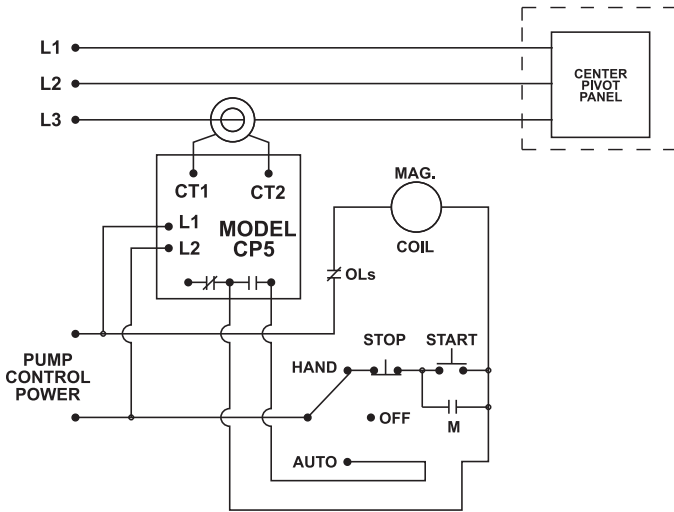 L1
L2
L3
CENTER
PIVOT
PANEL
CT1
CT2
MAG.
COIL
L1
L2
MODEL
CP5
OLs
STOP
START
HAND
PUMP
CONTROL
POWER
OFF
M
AUTO